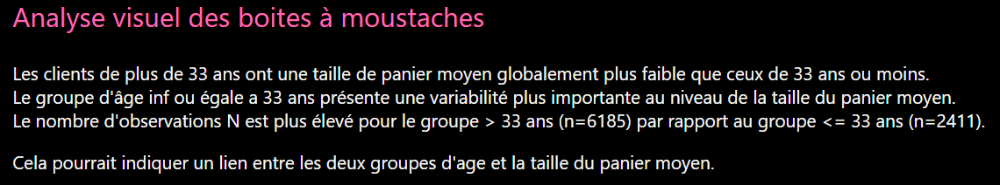 Analyse visuel des boites à moustaches
Les clients de plus de 33 ans ont une taille de panier moyen globalement plus faible que ceux de 33 ans ou moins.
Le groupe d'âge inf ou égale a 33 ans présente une variabilité plus importante au niveau de la taille du panier moyen.
Le nombre d'observations N est plus élevé pour le groupe > 33 ans (n=6185) par rapport au groupe <= 33 ans (n=2411).
Cela pourrait indiquer un lien entre les deux groupes d'age et la taille du panier moyen.